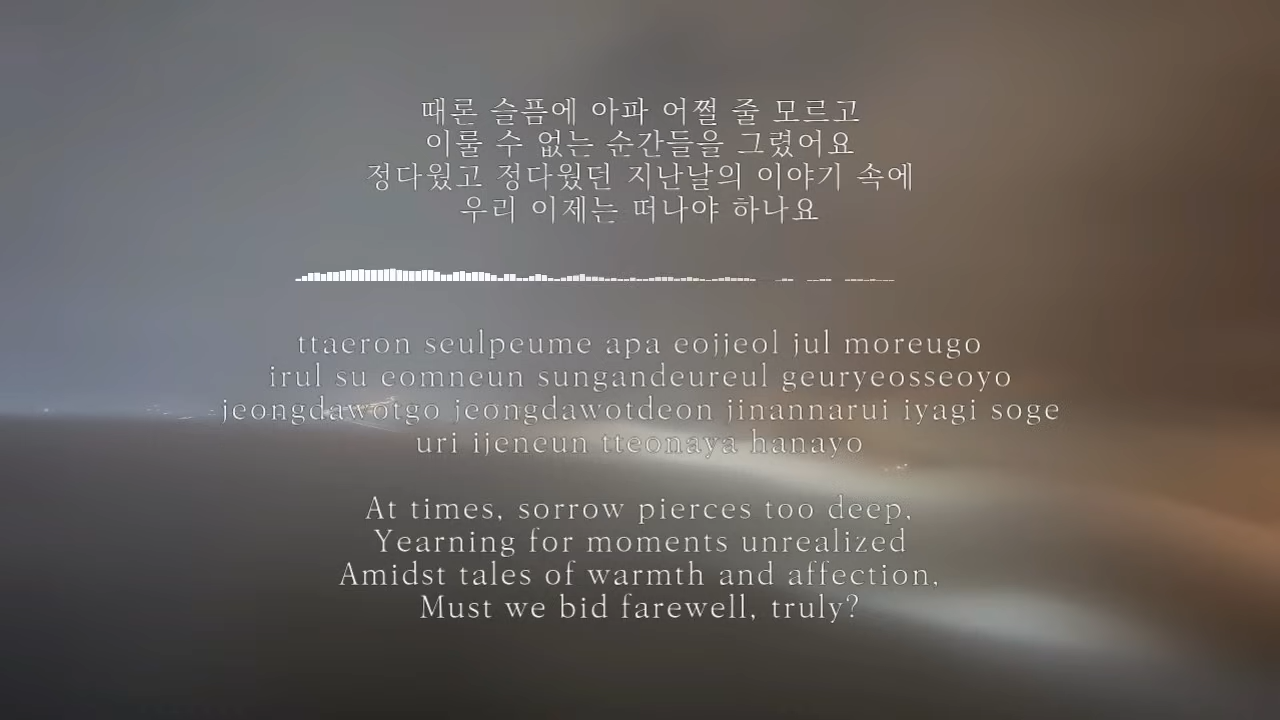 때론 슬픔에 아파 어쩔 줄 모르고
이룰 수 없는 순간들을 그렸어요
정다웠고 정다웠던 지난날의 이야기 속에
우리 이제는 떠나야 하나요
ttaeron seulpeume apa eojjeol jul moreugo
irul su eomneun sungandeureul geuryeosseoyo
jeongdawotgo jeongdawotdeon jinannarui iyagi soge
uri ijeneun tteonaya hanayo
At times, sorrow pierces too deep,
Yearning for moments unrealized
Amidst tales of warmth and affection,
Must we bid farewell, truly?